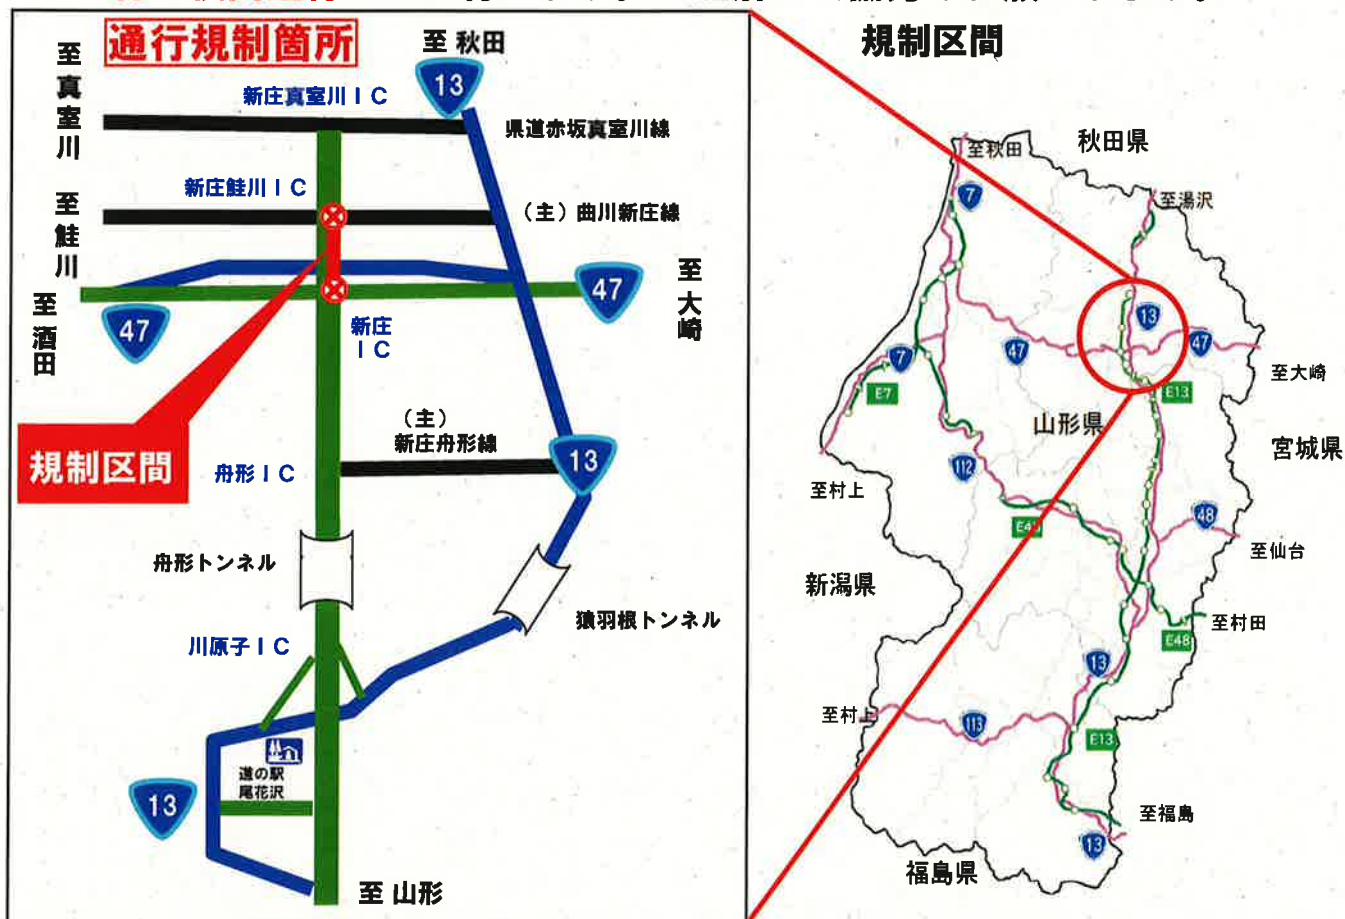 通行規制箇所
至 秋田
13
至真室川
新庄真室川ＩＣ
県道赤坂真室川線
新庄鮭川ＩＣ
至鮭川
（主）曲川新庄線
至酒田
47
47
至大崎
新庄
ＩＣ
規制区間
（主）
新庄舟形線
舟形ＩＣ
13
舟形トンネル
猿羽根トンネル
川原子ＩＣ
道の駅
尾花沢
13
至 山形
規制区間
至秋田
秋田県
7
至湯沢
13
47
47
至大崎
7
E7
E13
山形県
宮城県
112
至村上
48
至仙台
新潟県
至村田
E48
13
至村上
113
E13
至福島
13
福島県